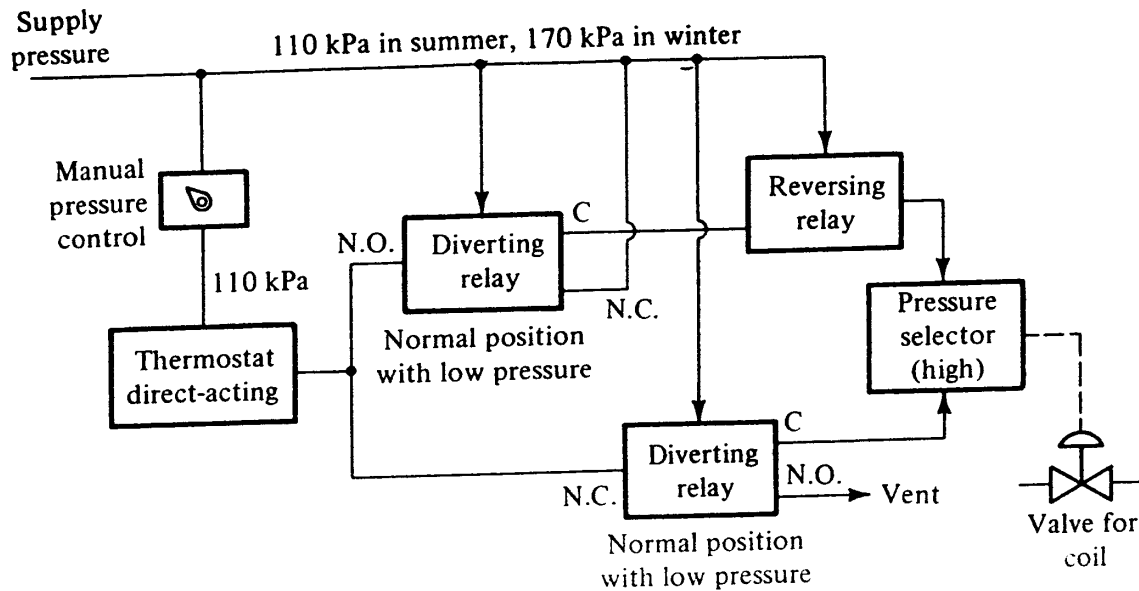 Supply
pressure
110 kPa in summer, 170 kPa in winter
Manual
pressure
control
110 kPa
Thermostat
direct-acting
N.O.
Diverting
relay
C
N.C.
Normal position
with low pressure
Reversing
relay
Pressure
selector
(high)
Diverting
relay
C
N.O.
N.C.
Vent
Normal position
with low pressure
Valve for
coil